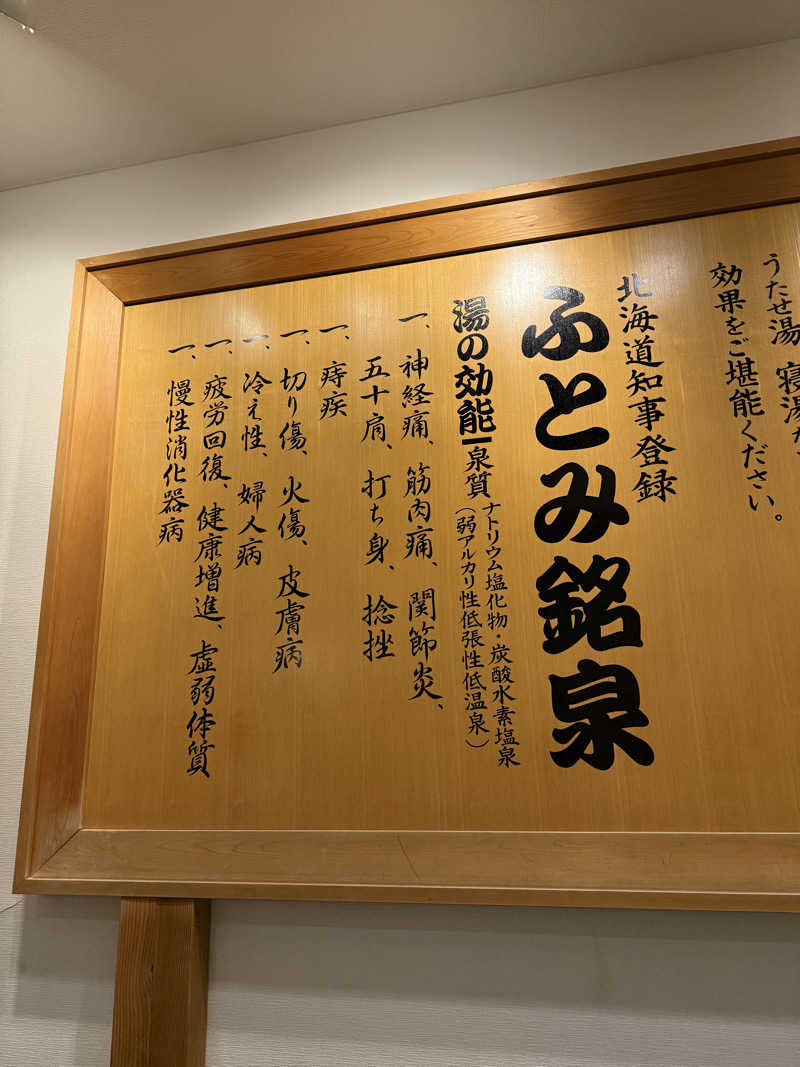 うたせ湯、寝湯
効果をご堪能ください。
北海道知事登録
ふとみ銘泉
湯の効能 泉質 ナトリウム塩化物・炭酸水素塩泉
(弱アルカリ性低張性低温泉)
一、神経痛、筋肉痛、関節炎、
五十肩、打ち身、捻挫
一、痔疾
一、切り傷、火傷、皮膚病
一、冷え性、婦人病
一、疲労回復、健康増進、虚弱体質
一、慢性消化器病